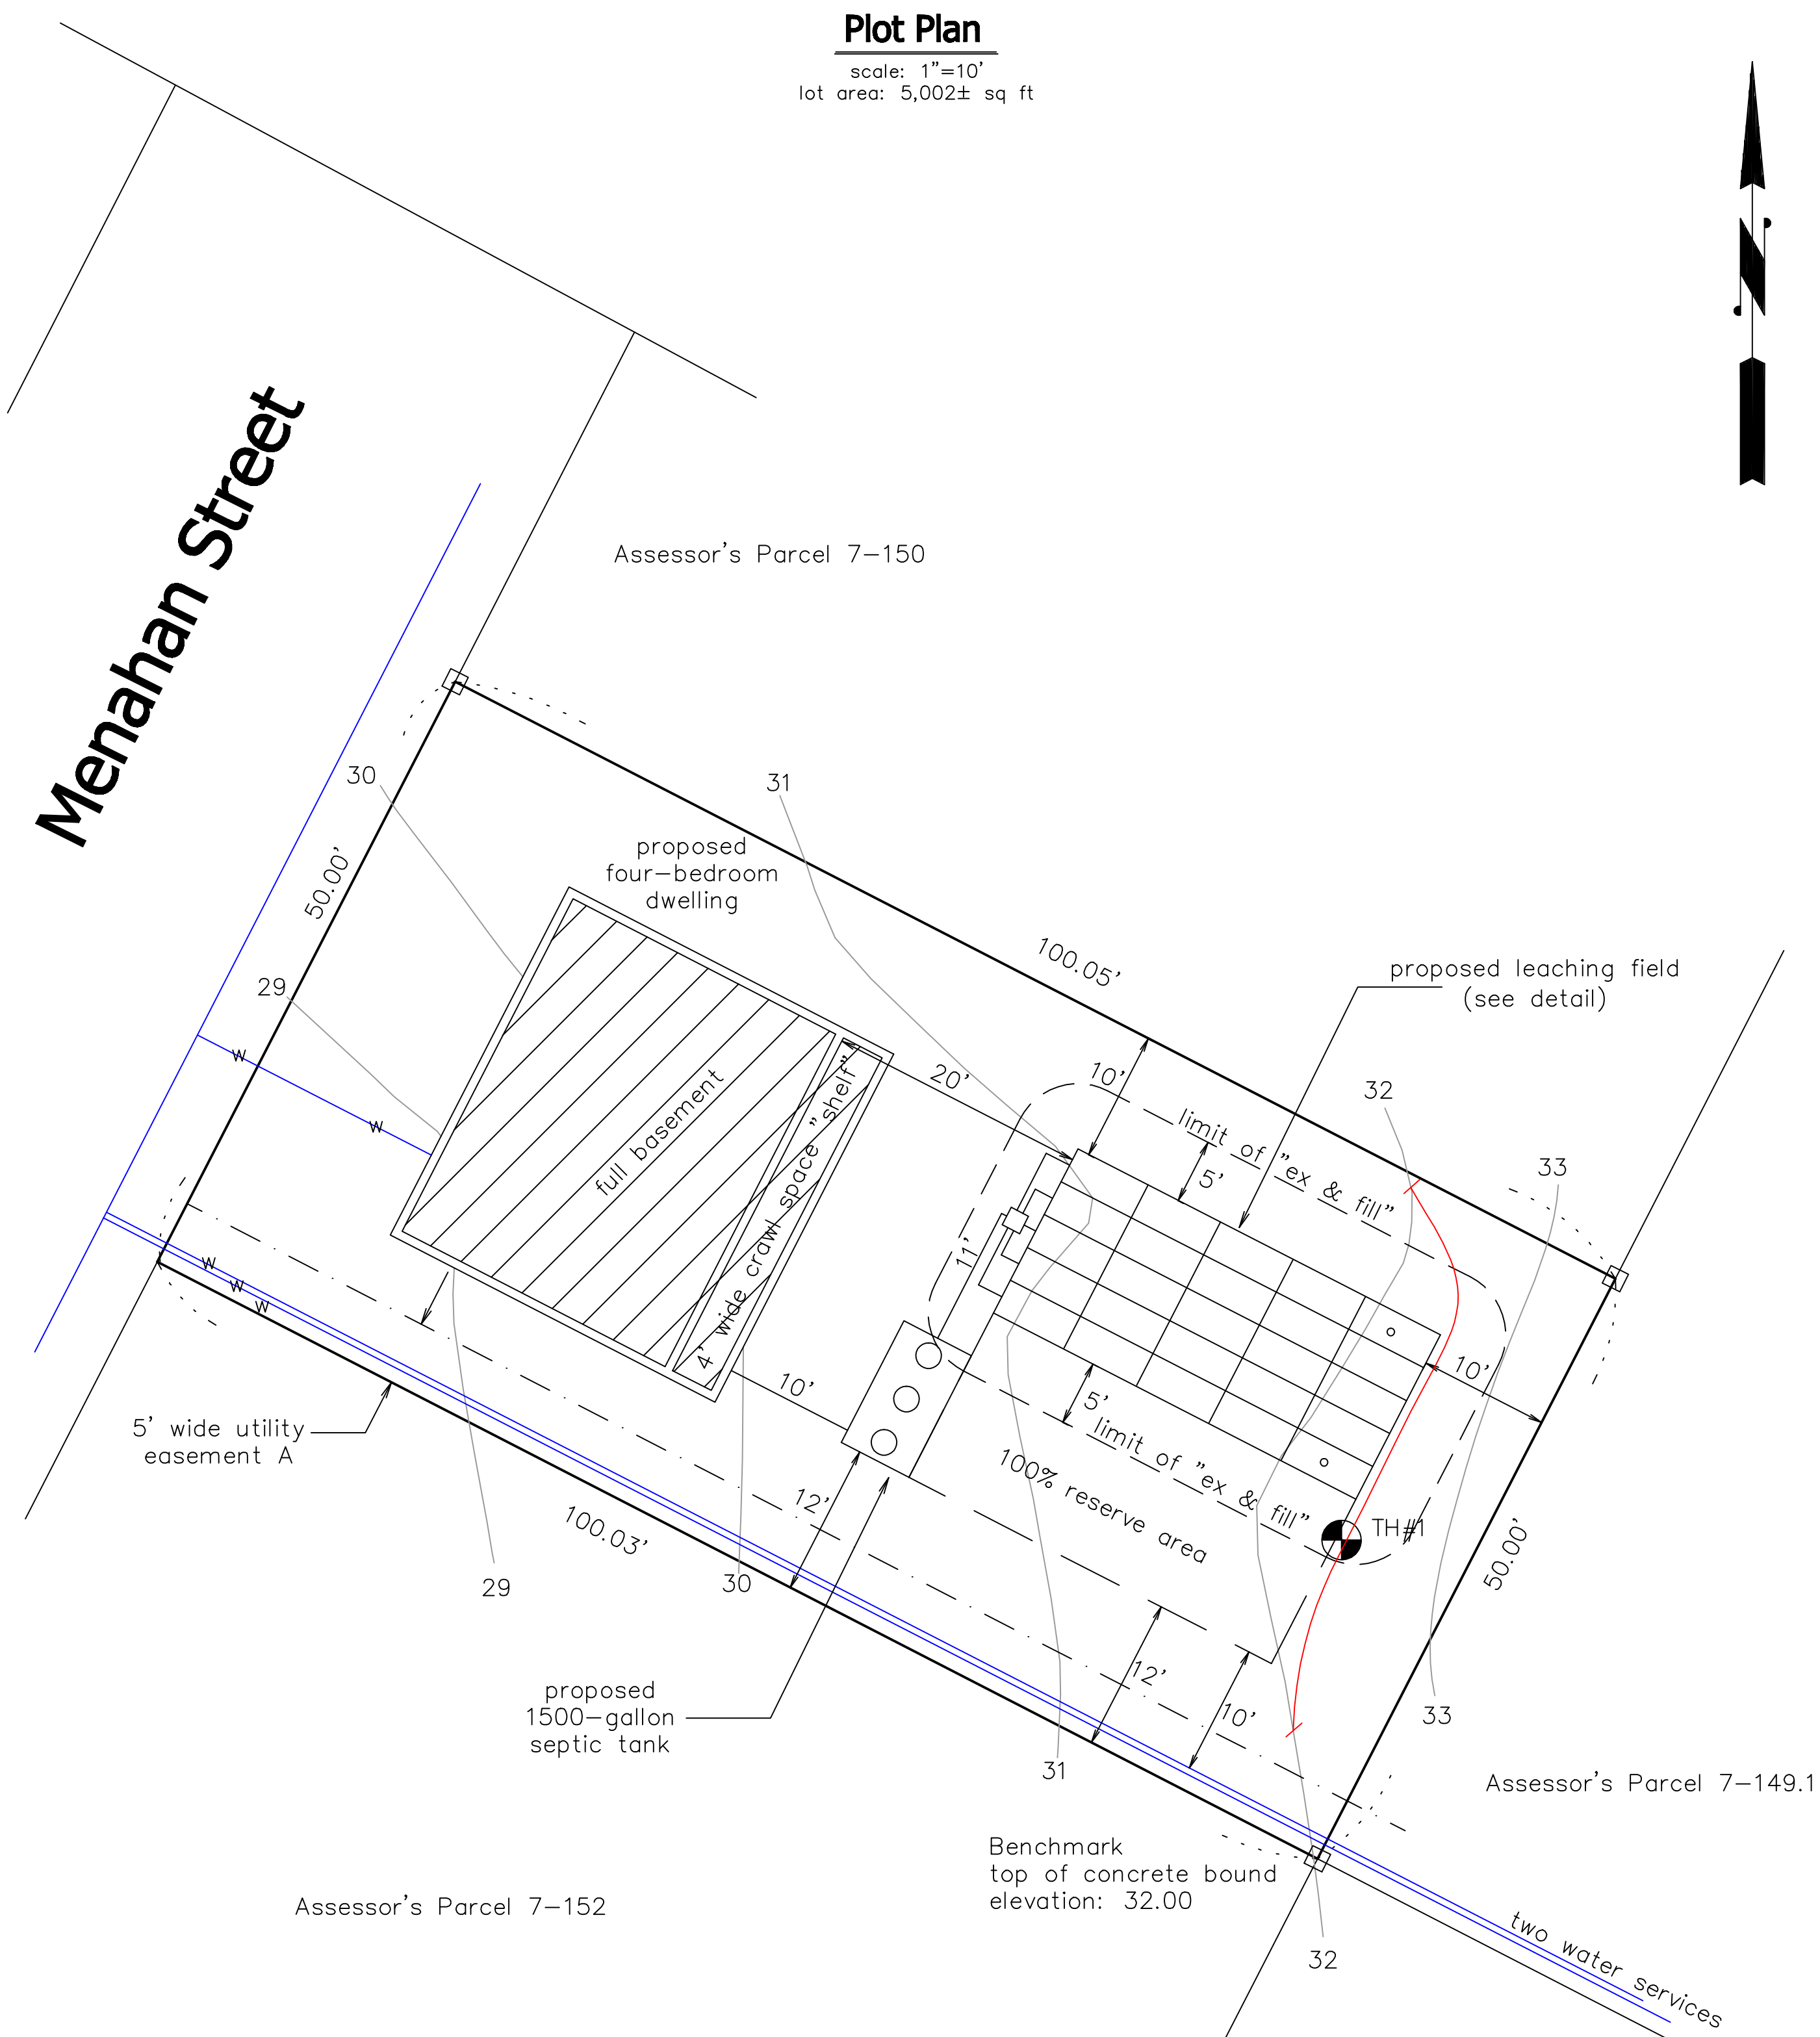 Plot Plan
scale: 1"=10'
lot area: 5,002± sq ft
N
Menahan Street
Assessor's Parcel 7-150
30
31
proposed
four-bedroom
dwelling
50.00'
29
100.05'
proposed leaching field
(see detail)
W
W
20'
10'
32
limit of "ex & fill"
33
5'
full basement
4' wide crawl space "shelf"
11'
W
W
W
10'
10'
5'
limit of "ex & fill"
5' wide utility
easement A
100% reserve area
12'
TH#1
100.03'
50.00'
29
30
12'
proposed
1500-gallon
septic tank
10'
33
31
Assessor's Parcel 7-149.1
Benchmark
top of concrete bound
elevation: 32.00
Assessor's Parcel 7-152
32
two water services